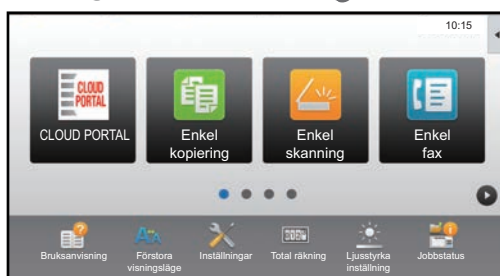 10:15
CLOUD
PORTAL
CLOUD PORTAL
Enkel
kopiering
Enkel
skanning
Enkel
fax
Bruksanvisning
Förstora
visningsläge
Inställningar
Total räkning
Ljusstyrka
inställning
Jobbstatus